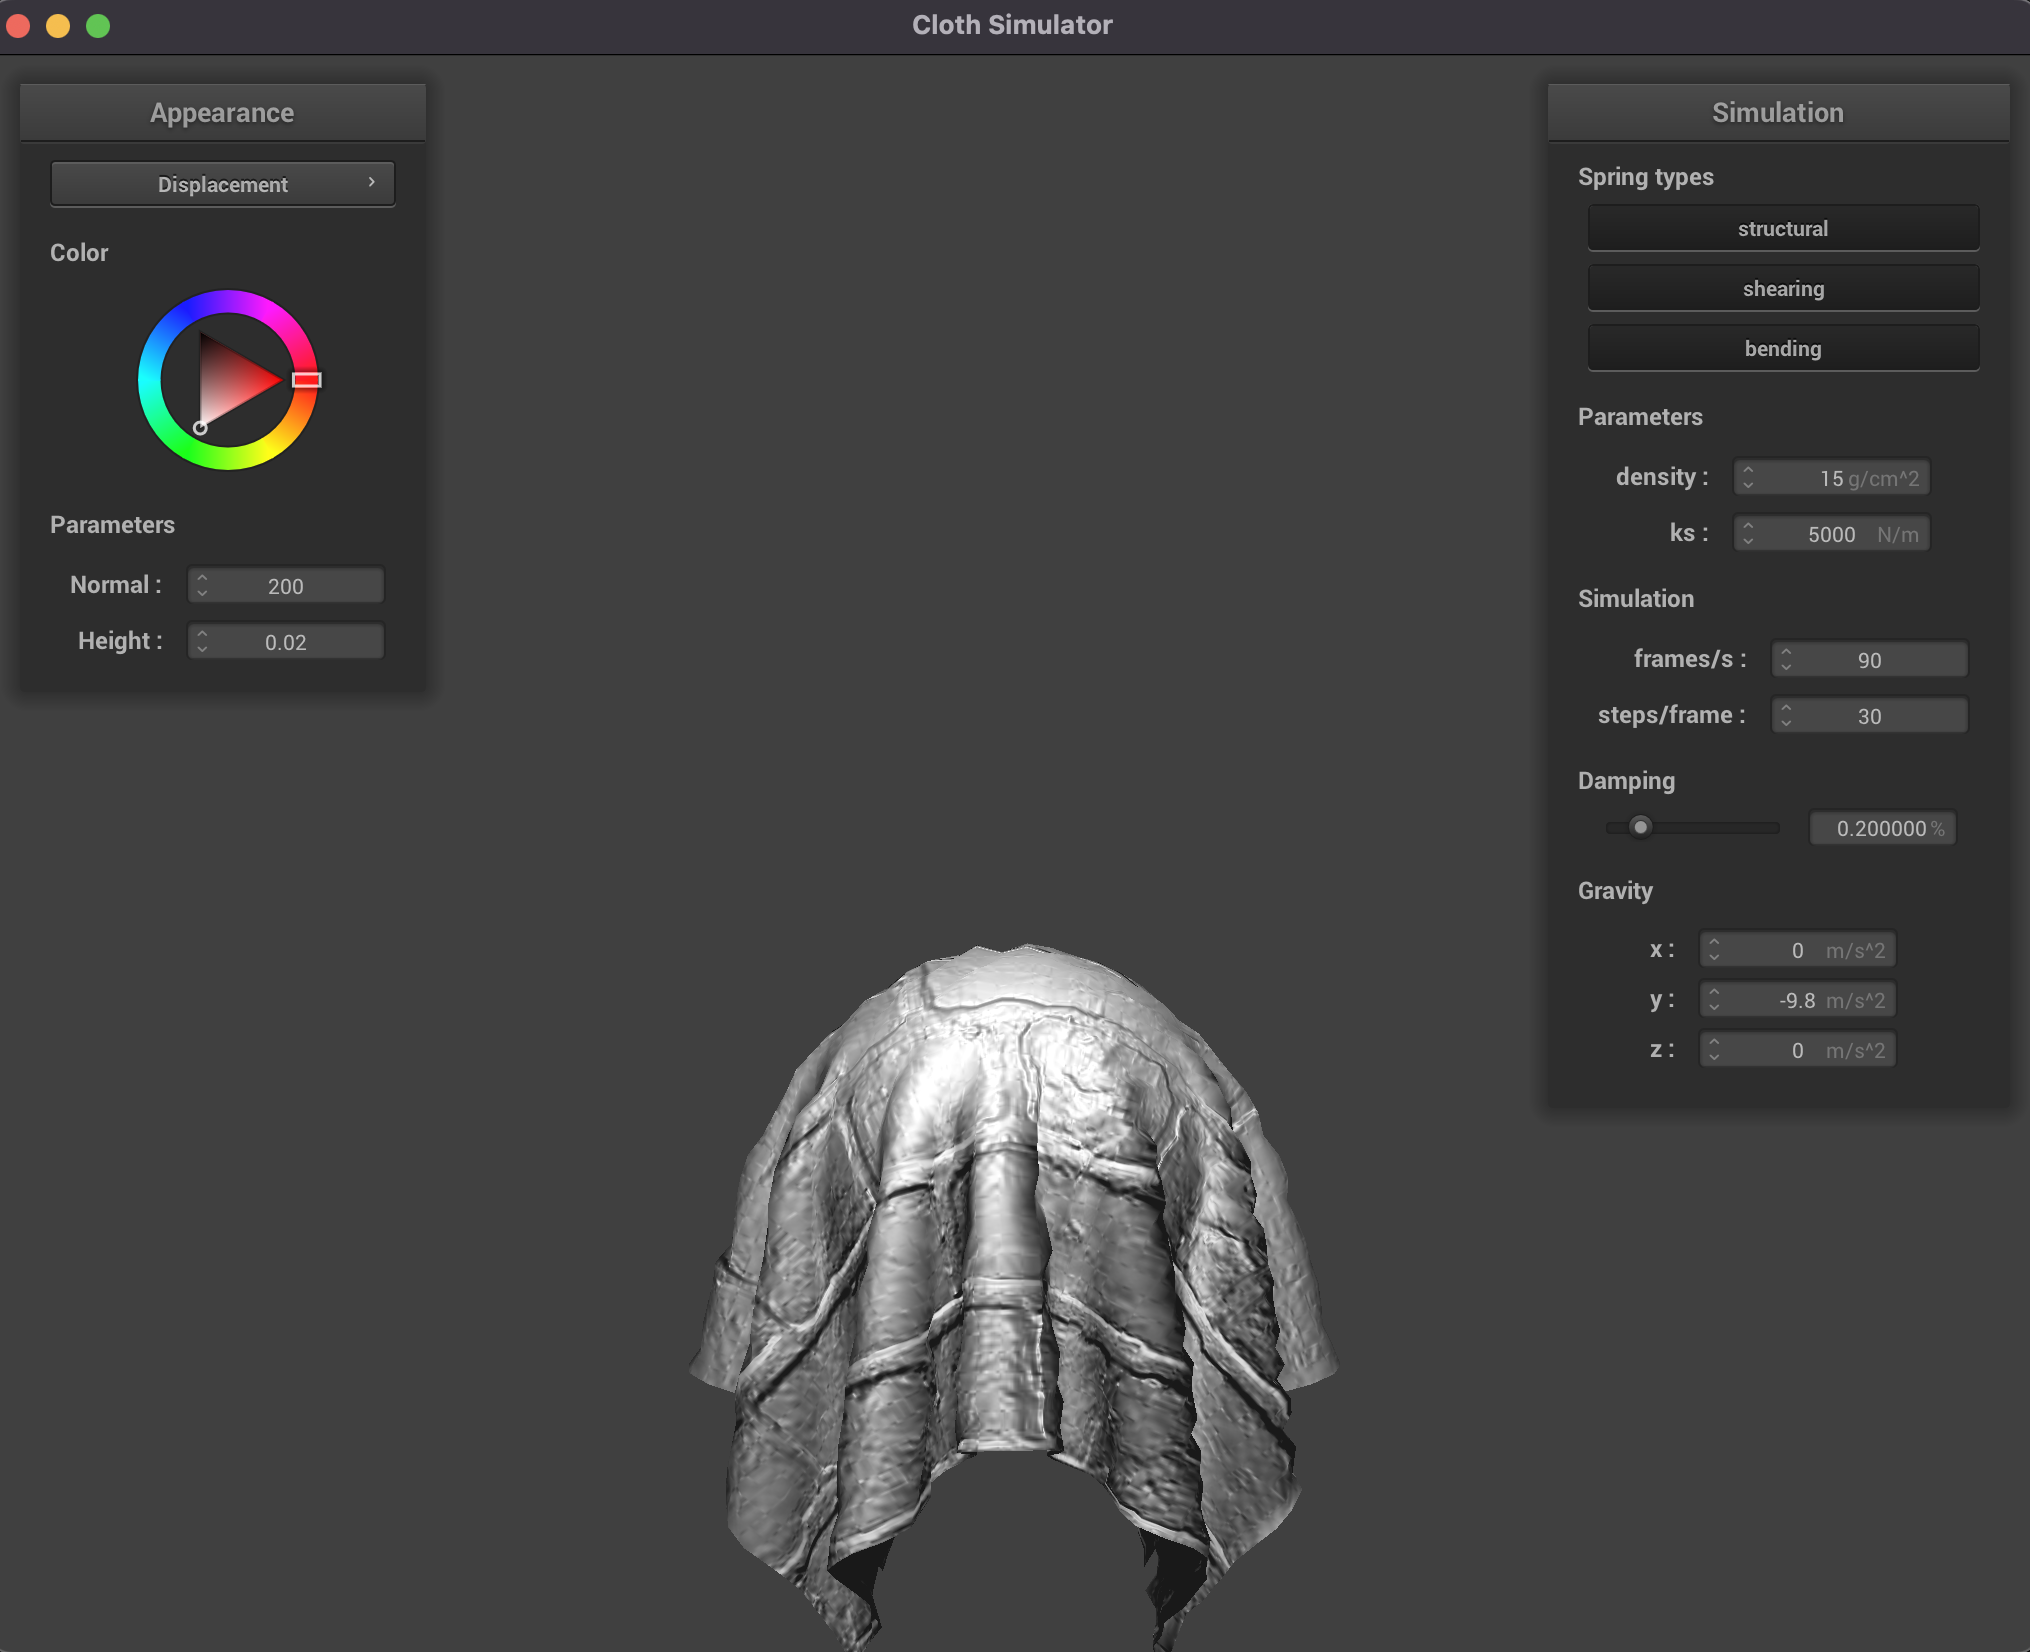 Cloth Simulator
Appearance
Displacement
Color
Parameters
Normal : 200
Height : 0.02
Simulation
Spring types
structural
shearing
bending
Parameters
density : 15 g/cm^2
ks : 5000 N/m
Simulation
frames/s : 90
steps/frame : 30
Damping
0.200000 %
Gravity
x : 0 m/s^2
y : -9.8 m/s^2
z : 0 m/s^2